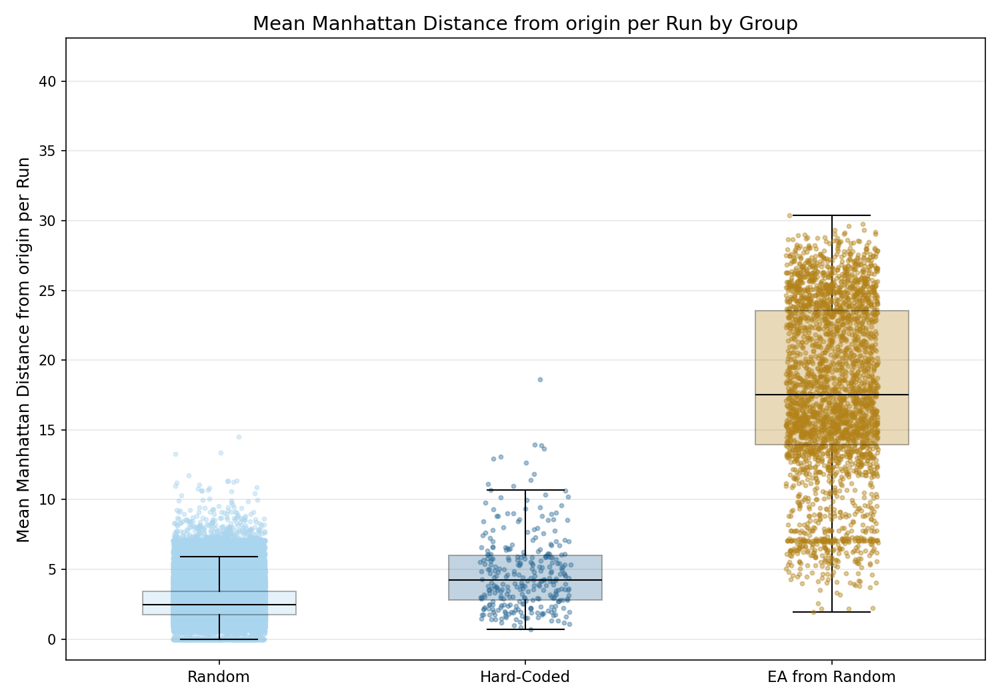 Mean Manhattan Distance from origin per Run by Group
Mean Manhattan Distance from origin per Run
40
35
30
25
20
15
10
5
0
Random
Hard-Coded
EA from Random